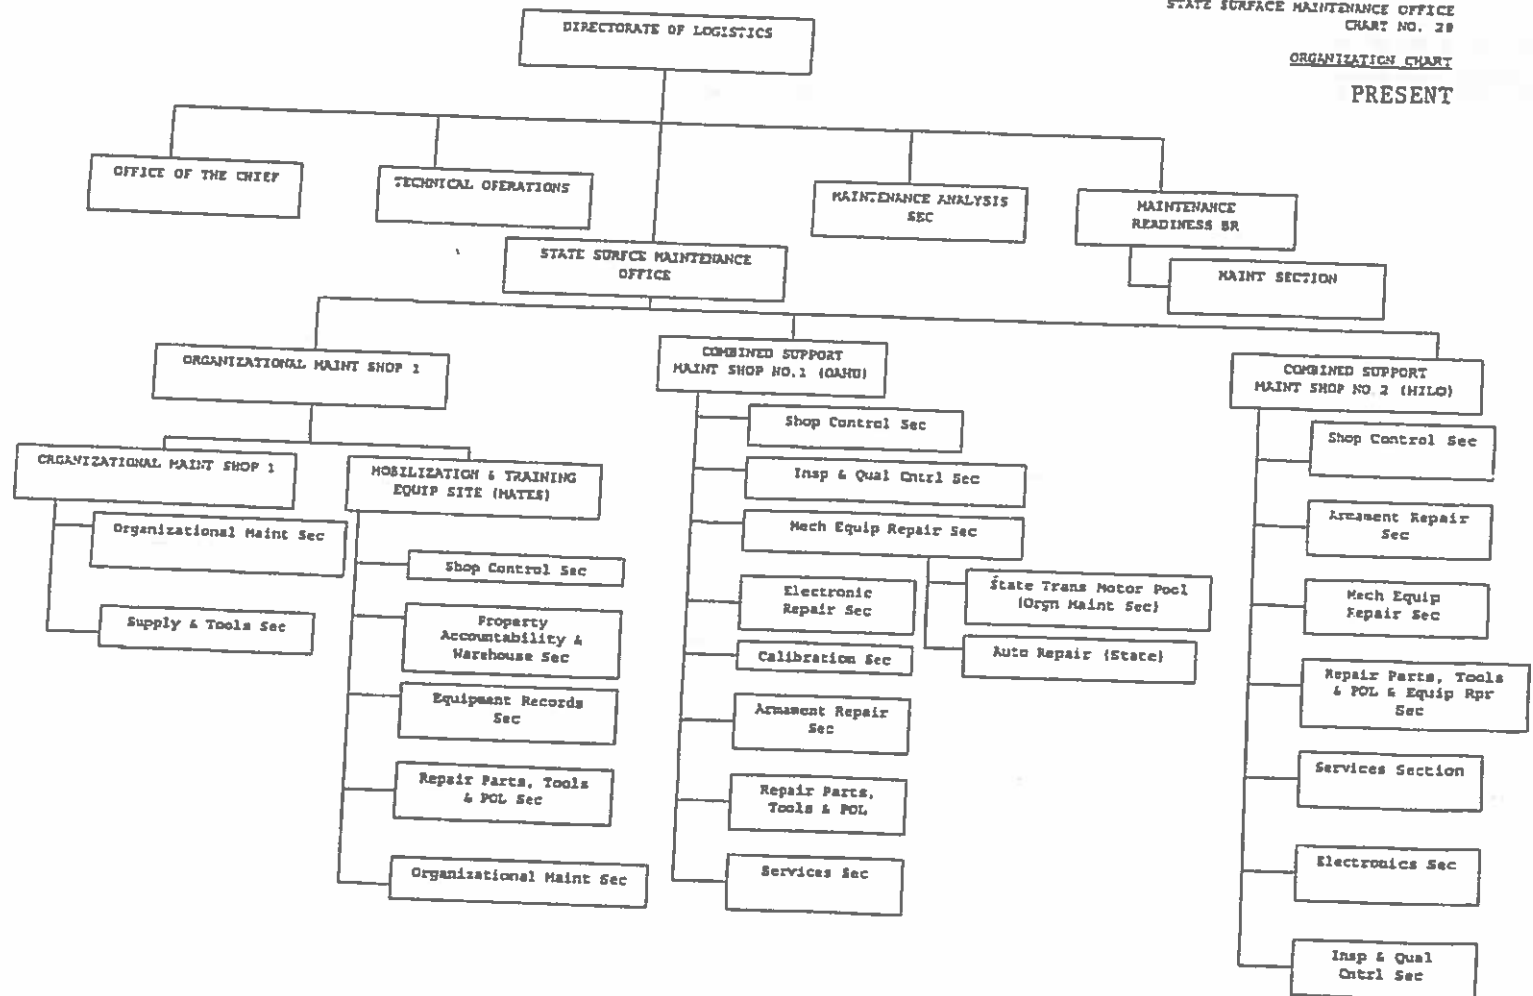 STATE SURFACE MAINTENANCE OFFICE
CHART NO. 20
ORGANIZATION CHART
PRESENT
DIRECTORATE OF LOGISTICS
OFFICE OF THE CHIEF
TECHNICAL OPERATIONS
MAINTENANCE ANALYSIS
SEC
MAINTENANCE
READINESS BR
MAINT SECTION
STATE SURFCE MAINTENANCE
OFFICE
ORGANIZATIONAL MAINT SHOP 1
COMBINED SUPPORT
MAINT SHOP NO.1 (OAHU)
COMBINED SUPPORT
MAINT SHOP NO 2 (HILO)
ORGANIZATIONAL MAINT SHOP 1
Organizational Maint Sec
Supply & Tools Sec
MOBILIZATION & TRAINING
EQUIP SITE (MATES)
Shop Control Sec
Property
Accountability &
Warehouse Sec
Equipment Records
Sec
Repair Parts, Tools
& POL Sec
Organizational Maint Sec
Shop Control Sec
Insp & Qual Cntrl Sec
Mech Equip Repair Sec
State Trans Motor Pool
(Orgn Maint Sec)
Auto Repair (State)
Electronic
Repair Sec
Calibration Sec
Armament Repair
Sec
Repair Parts,
Tools & POL
Services Sec
Shop Control Sec
Armament Repair
Sec
Mech Equip
Repair Sec
Repair Parts, Tools
& POL & Equip Rpr
Sec
Services Section
Electronics Sec
Insp & Qual
Cntrl Sec